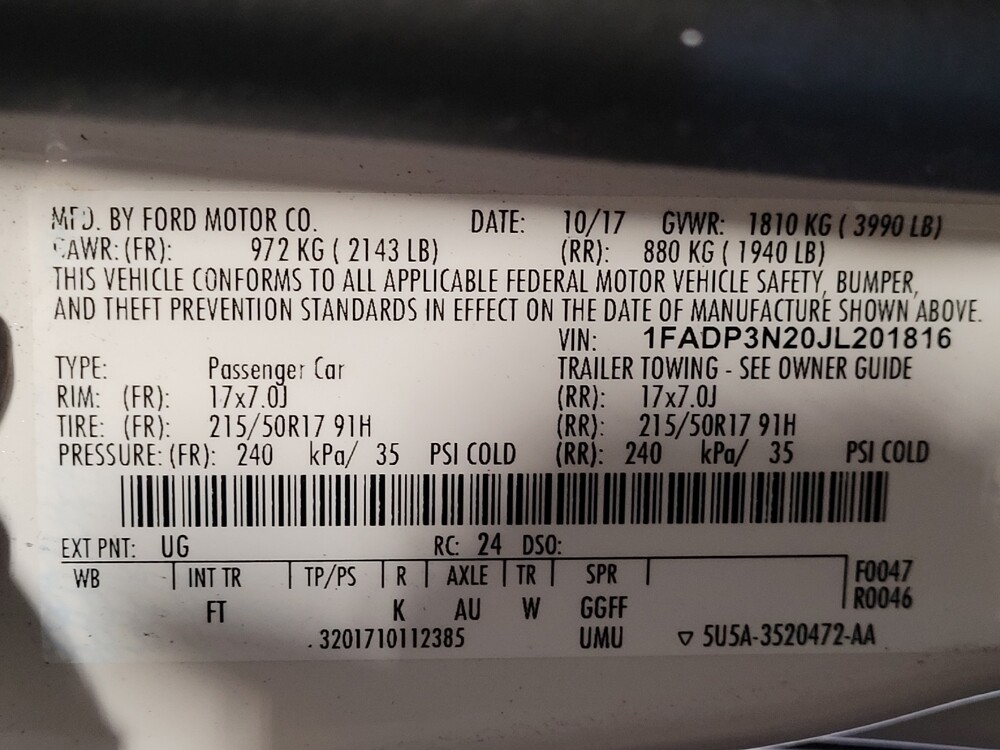 MFD. BY FORD MOTOR CO. DATE: 10/17 GVWR: 1810 KG ( 3990 LB)
GAWR: (FR): 972 KG ( 2143 LB) (RR): 880 KG ( 1940 LB)
THIS VEHICLE CONFORMS TO ALL APPLICABLE FEDERAL MOTOR VEHICLE SAFETY, BUMPER,
AND THEFT PREVENTION STANDARDS IN EFFECT ON THE DATE OF MANUFACTURE SHOWN ABOVE.
VIN: 1FADP3N20JL201816
TYPE: Passenger Car TRAILER TOWING - SEE OWNER GUIDE
RIM: (FR): 17x7.0J (RR): 17x7.0J
TIRE: (FR): 215/50R17 91H (RR): 215/50R17 91H
PRESSURE: (FR): 240 kPa/ 35 PSI COLD (RR): 240 kPa/ 35 PSI COLD
EXT PNT: UG RC: 24 DSO:
WB INT TR TP/PS R AXLE TR SPR F0047
R0046
FT K AU W GGFF
.3201710112385 UMU ▽ 5U5A-3520472-AA